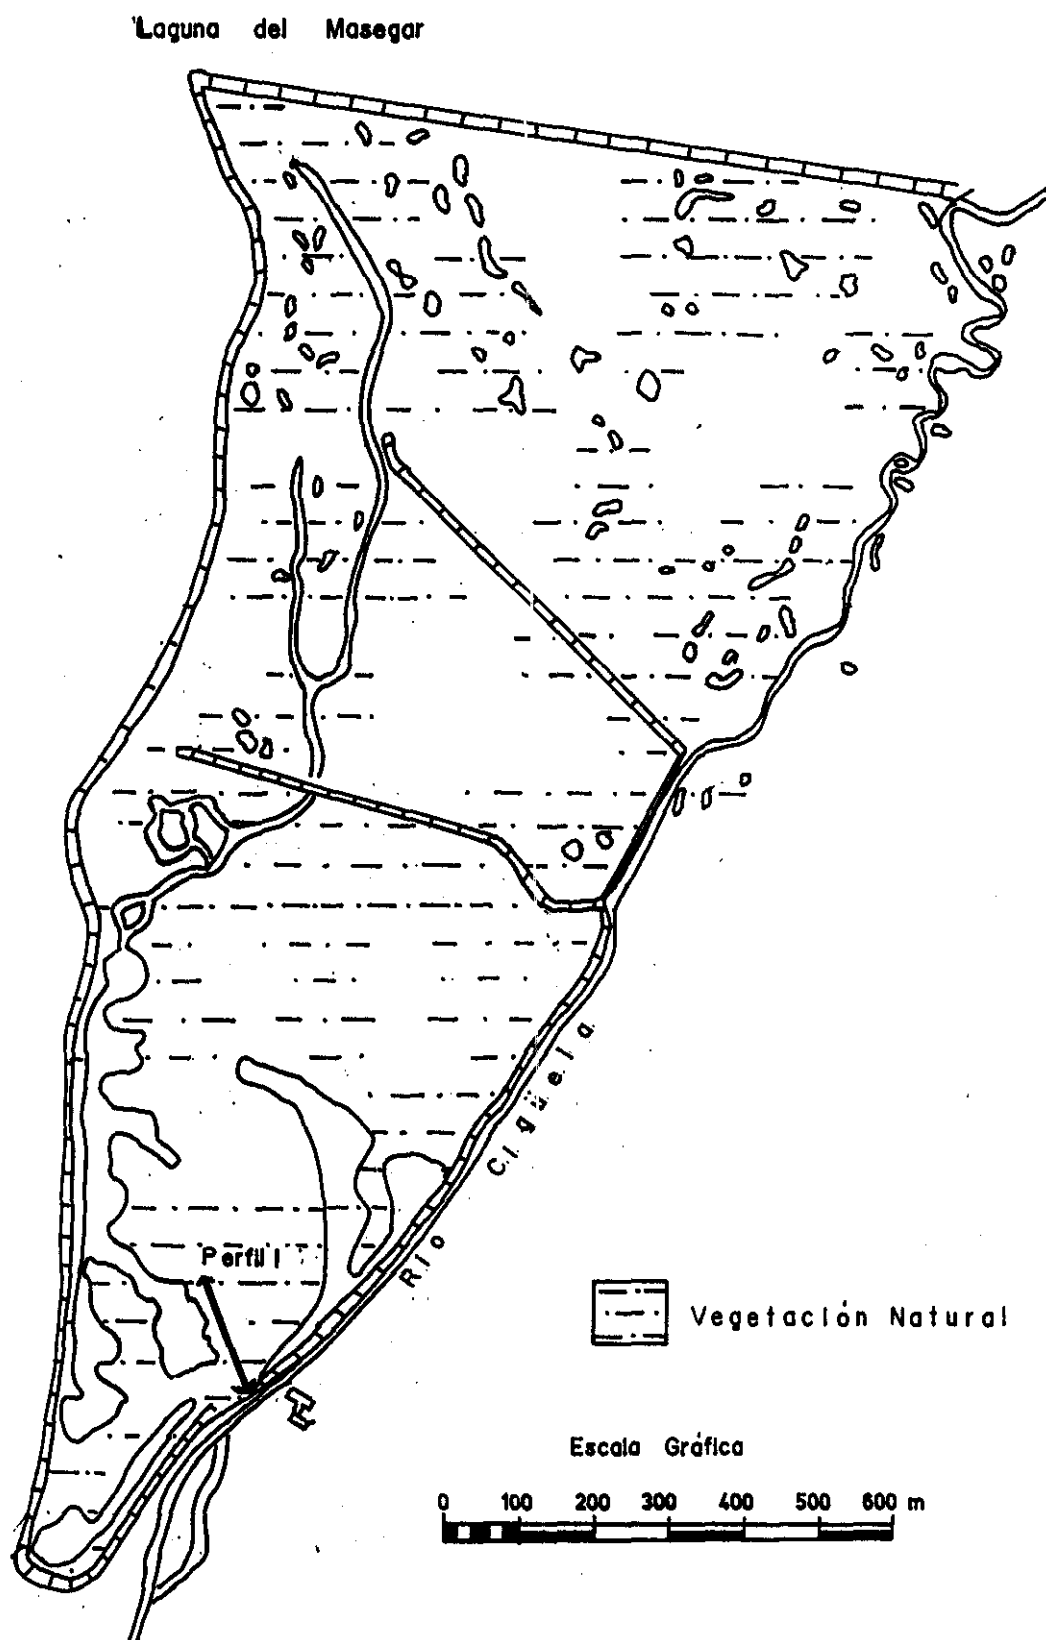 Laguna del Masegar
Río Cigüela
Perfil I
Vegetación Natural
Escala Gráfica
0 100 200 300 400 500 600 m